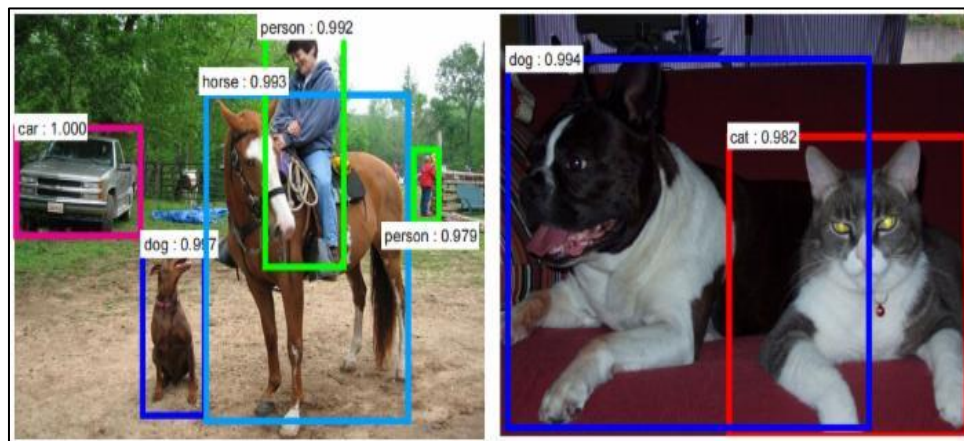 person : 0.992
horse : 0.993
car : 1.000
dog : 0.997
person : 0.979
dog : 0.994
cat : 0.982